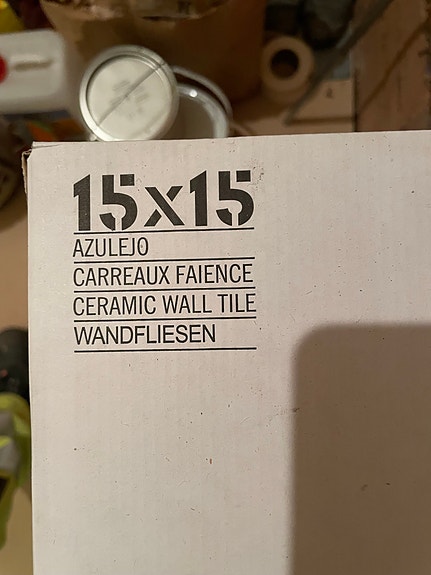 15x15
AZULEJO
CARREAUX FAIENCE
CERAMIC WALL TILE
WANDFLIESEN